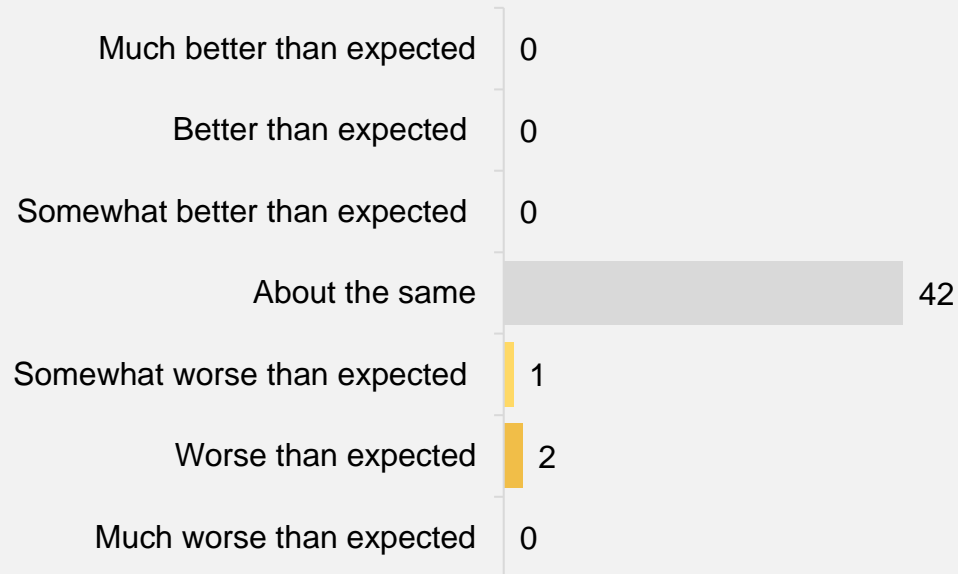 Much better than expected 0
Better than expected 0
Somewhat better than expected 0
About the same 42
Somewhat worse than expected 1
Worse than expected 2
Much worse than expected 0